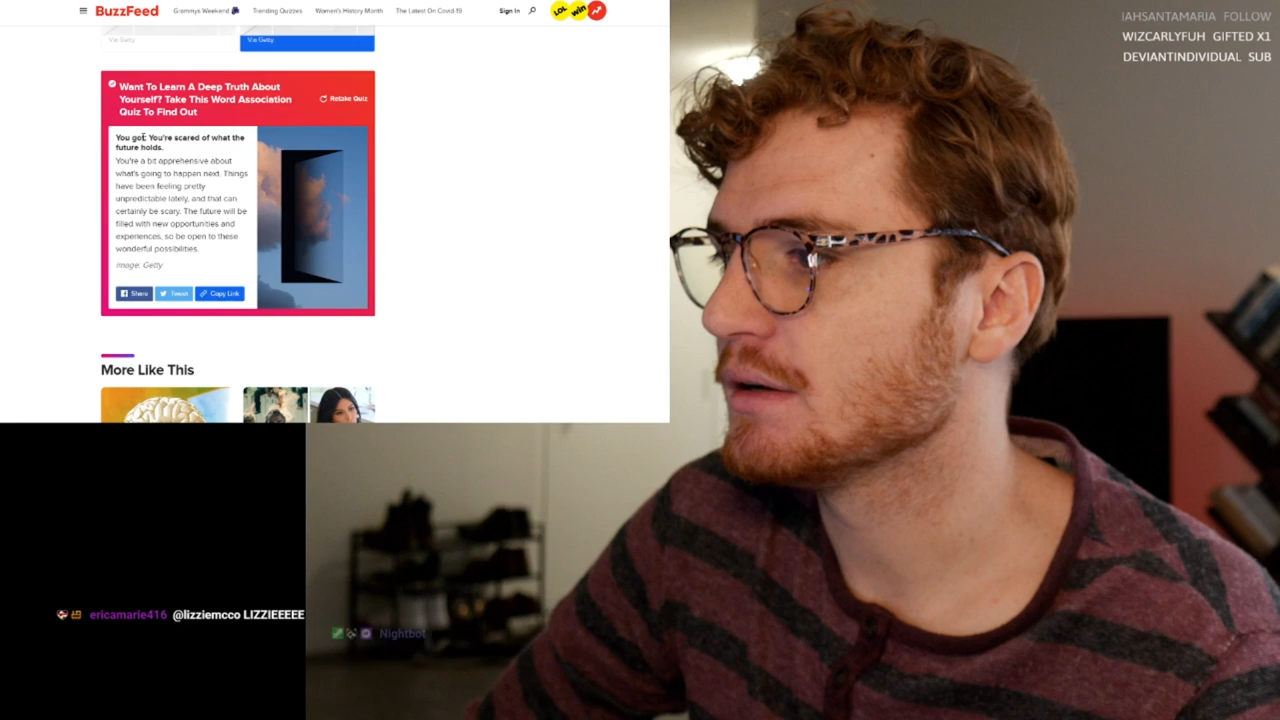 BuzzFeed
Grammys Weekend
Trending Quizzes
Women's History Month
The Latest On Covid-19
Sign In
LOL
win
Via Getty
Via Getty
Want To Learn A Deep Truth About
Yourself? Take This Word Association
Quiz To Find Out
Retake Quiz
You got: You're scared of what the
future holds.
You're a bit apprehensive about
what's going to happen next. Things
have been feeling pretty
unpredictable lately, and that can
certainly be scary. The future will be
filled with new opportunities and
experiences, so be open to these
wonderful possibilities.
Image: Getty
Share
Tweet
Copy Link
More Like This
IAHSANTAMARIA FOLLOW
WIZCARLYFUH GIFTED X1
DEVIANTINDIVIDUAL SUB
ericamarie416 @lizziemcco LIZZIEEEEE
Nightbot